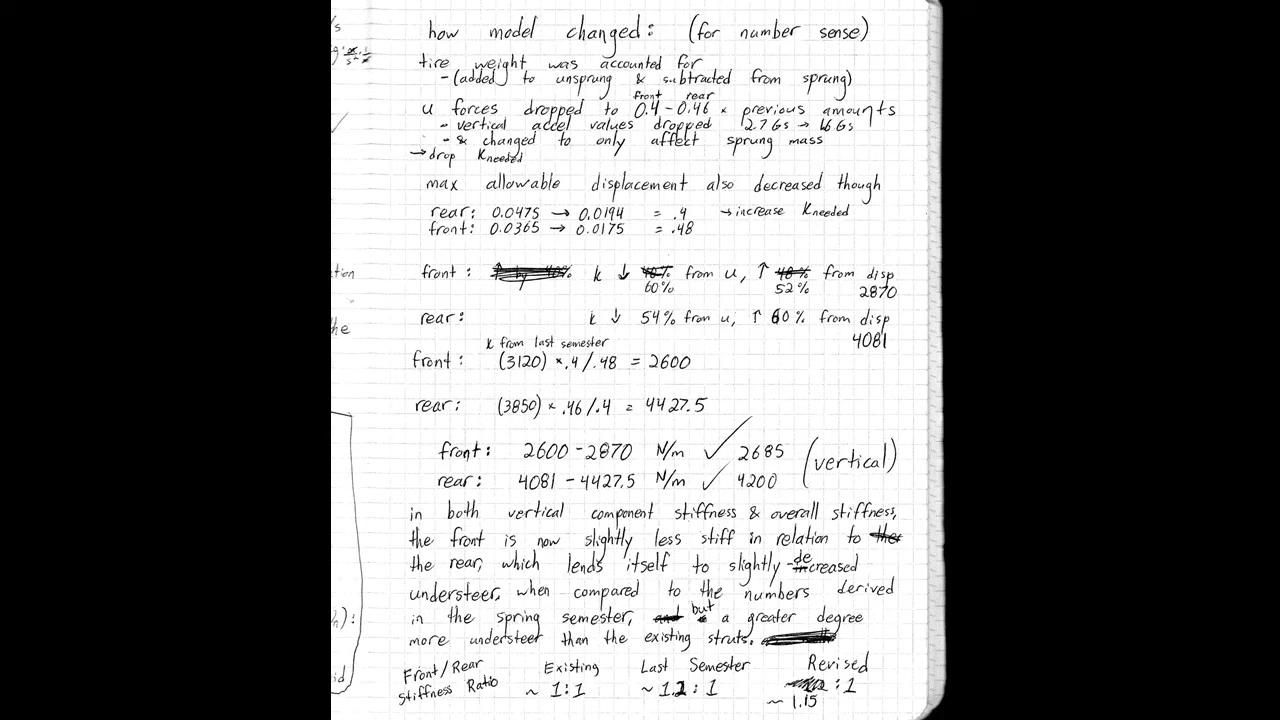 how model changed: (for number sense)
tire weight was accounted for
- (added to unsprung & subtracted from sprung)
front rear
u forces dropped to 0.4 - 0.46 × previous amounts
- vertical accel values dropped 2.7 Gs → 1.6 Gs
- & changed to only affect sprung mass
→ drop Kneeded
max allowable displacement also decreased though
rear: 0.0475 → 0.0194 = .4 → increase Kneeded
front: 0.0365 → 0.0175 = .48
front: k ↓ 60% from u, ↑ 52% from disp
2870
rear: k ↓ 54% from u, ↑ 60% from disp
4081
k from last semester
front: (3120) × .4/.48 = 2600
rear: (3850) × .46/.4 = 4427.5
front: 2600 - 2870 N/m ✓ 2685 (vertical)
rear: 4081 - 4427.5 N/m ✓ 4200
in both vertical component stiffness & overall stiffness,
the front is now slightly less stiff in relation to the
the rear, which lends itself to slightly decreased
understeer, when compared to the numbers derived
in the spring semester, but a greater degree
more understeer than the existing struts.
Front/Rear Existing Last Semester Revised
Stiffness Ratio ~ 1:1 ~ 1.2:1 ~ 1.15 :1